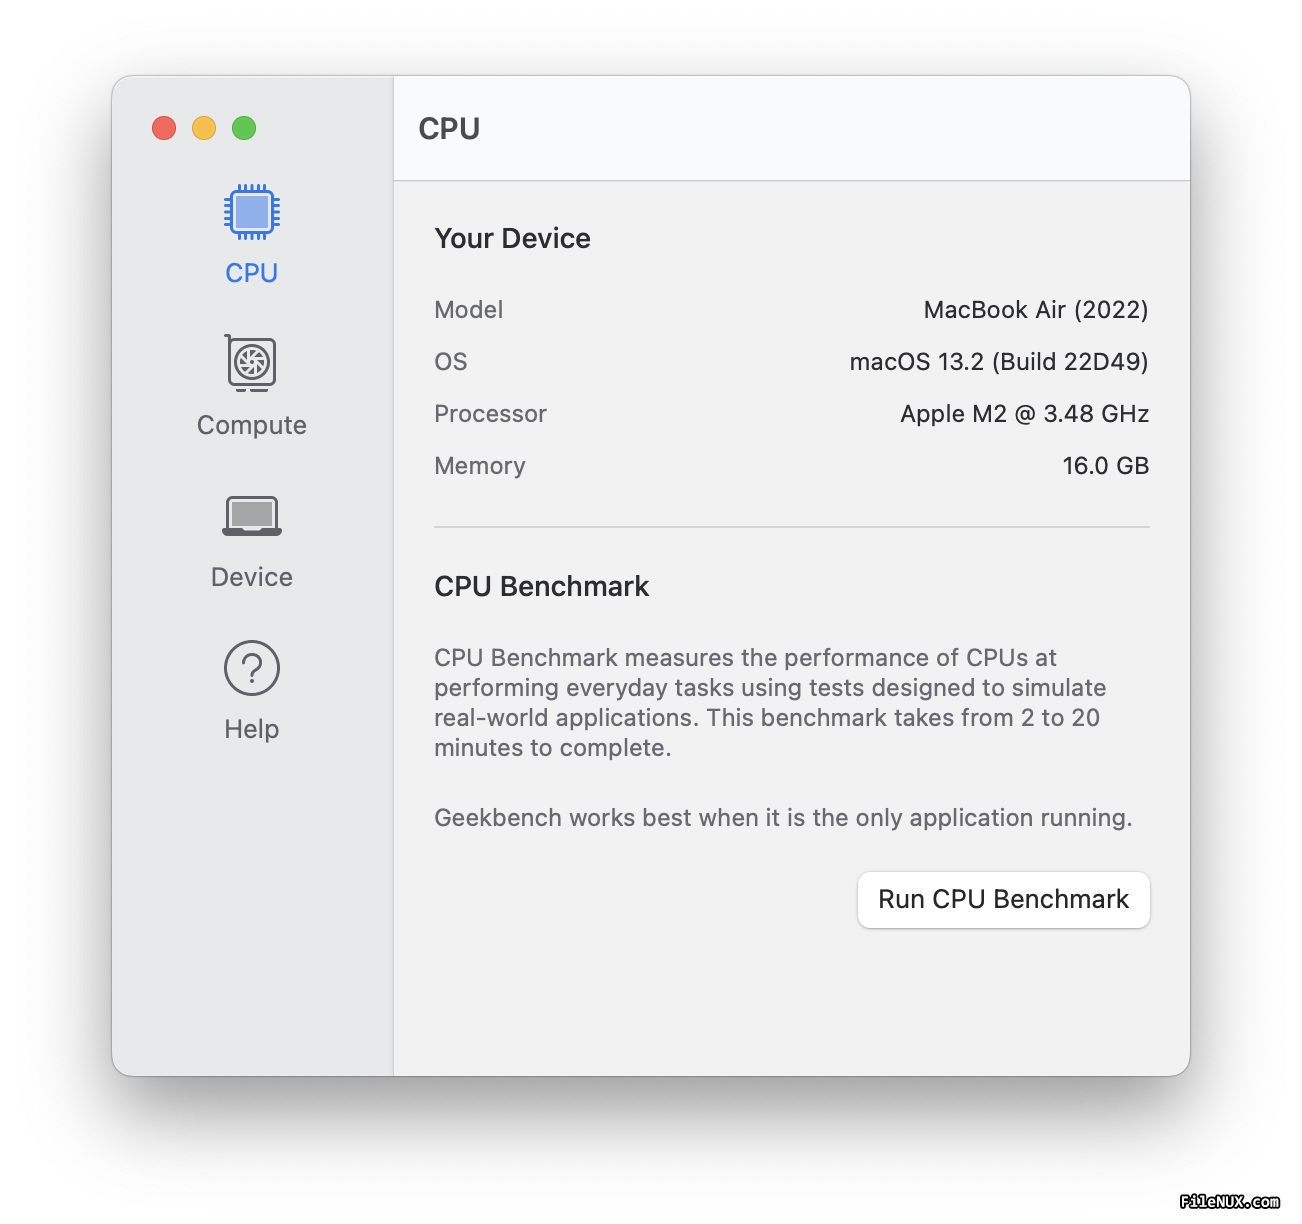 CPU
CPU
Compute
Device
Help
Your Device
Model MacBook Air (2022)
OS macOS 13.2 (Build 22D49)
Processor Apple M2 @ 3.48 GHz
Memory 16.0 GB
CPU Benchmark
CPU Benchmark measures the performance of CPUs at
performing everyday tasks using tests designed to simulate
real-world applications. This benchmark takes from 2 to 20
minutes to complete.
Geekbench works best when it is the only application running.
Run CPU Benchmark
FileNUX.com